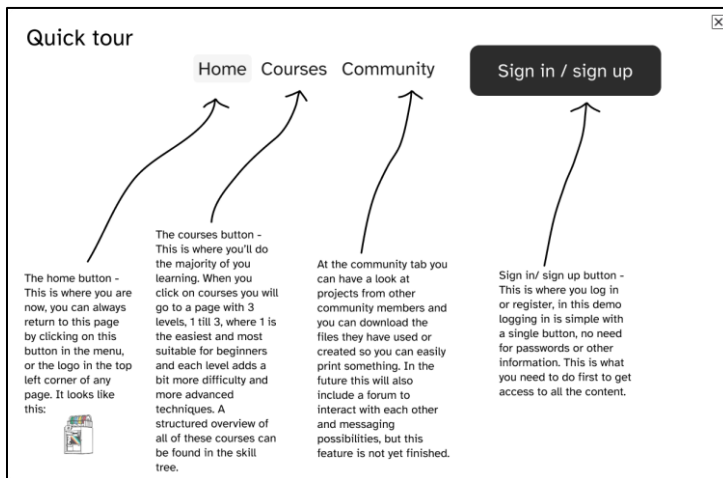 Quick tour
Home Courses Community Sign in / sign up
The home button -
This is where you are
now, you can always
return to this page
by clicking on this
button in the menu,
or the logo in the top
left corner of any
page. It looks like
this:
The courses button -
This is where you'll do
the majority of you
learning. When you
click on courses you will
go to a page with 3
levels, 1 till 3, where 1 is
the easiest and most
suitable for beginners
and each level adds a
bit more difficulty and
more advanced
techniques. A
structured overview of
all of these courses can
be found in the skill
tree.
At the community tab you
can have a look at
projects from other
community members and
you can download the
files they have used or
created so you can easily
print something. In the
future this will also
include a forum to
interact with each other
and messaging
possibilities, but this
feature is not yet finished.
Sign in/ sign up button -
This is where you log in
or register, in this demo
logging in is simple with
a single button, no need
for passwords or other
information. This is what
you need to do first to get
access to all the content.